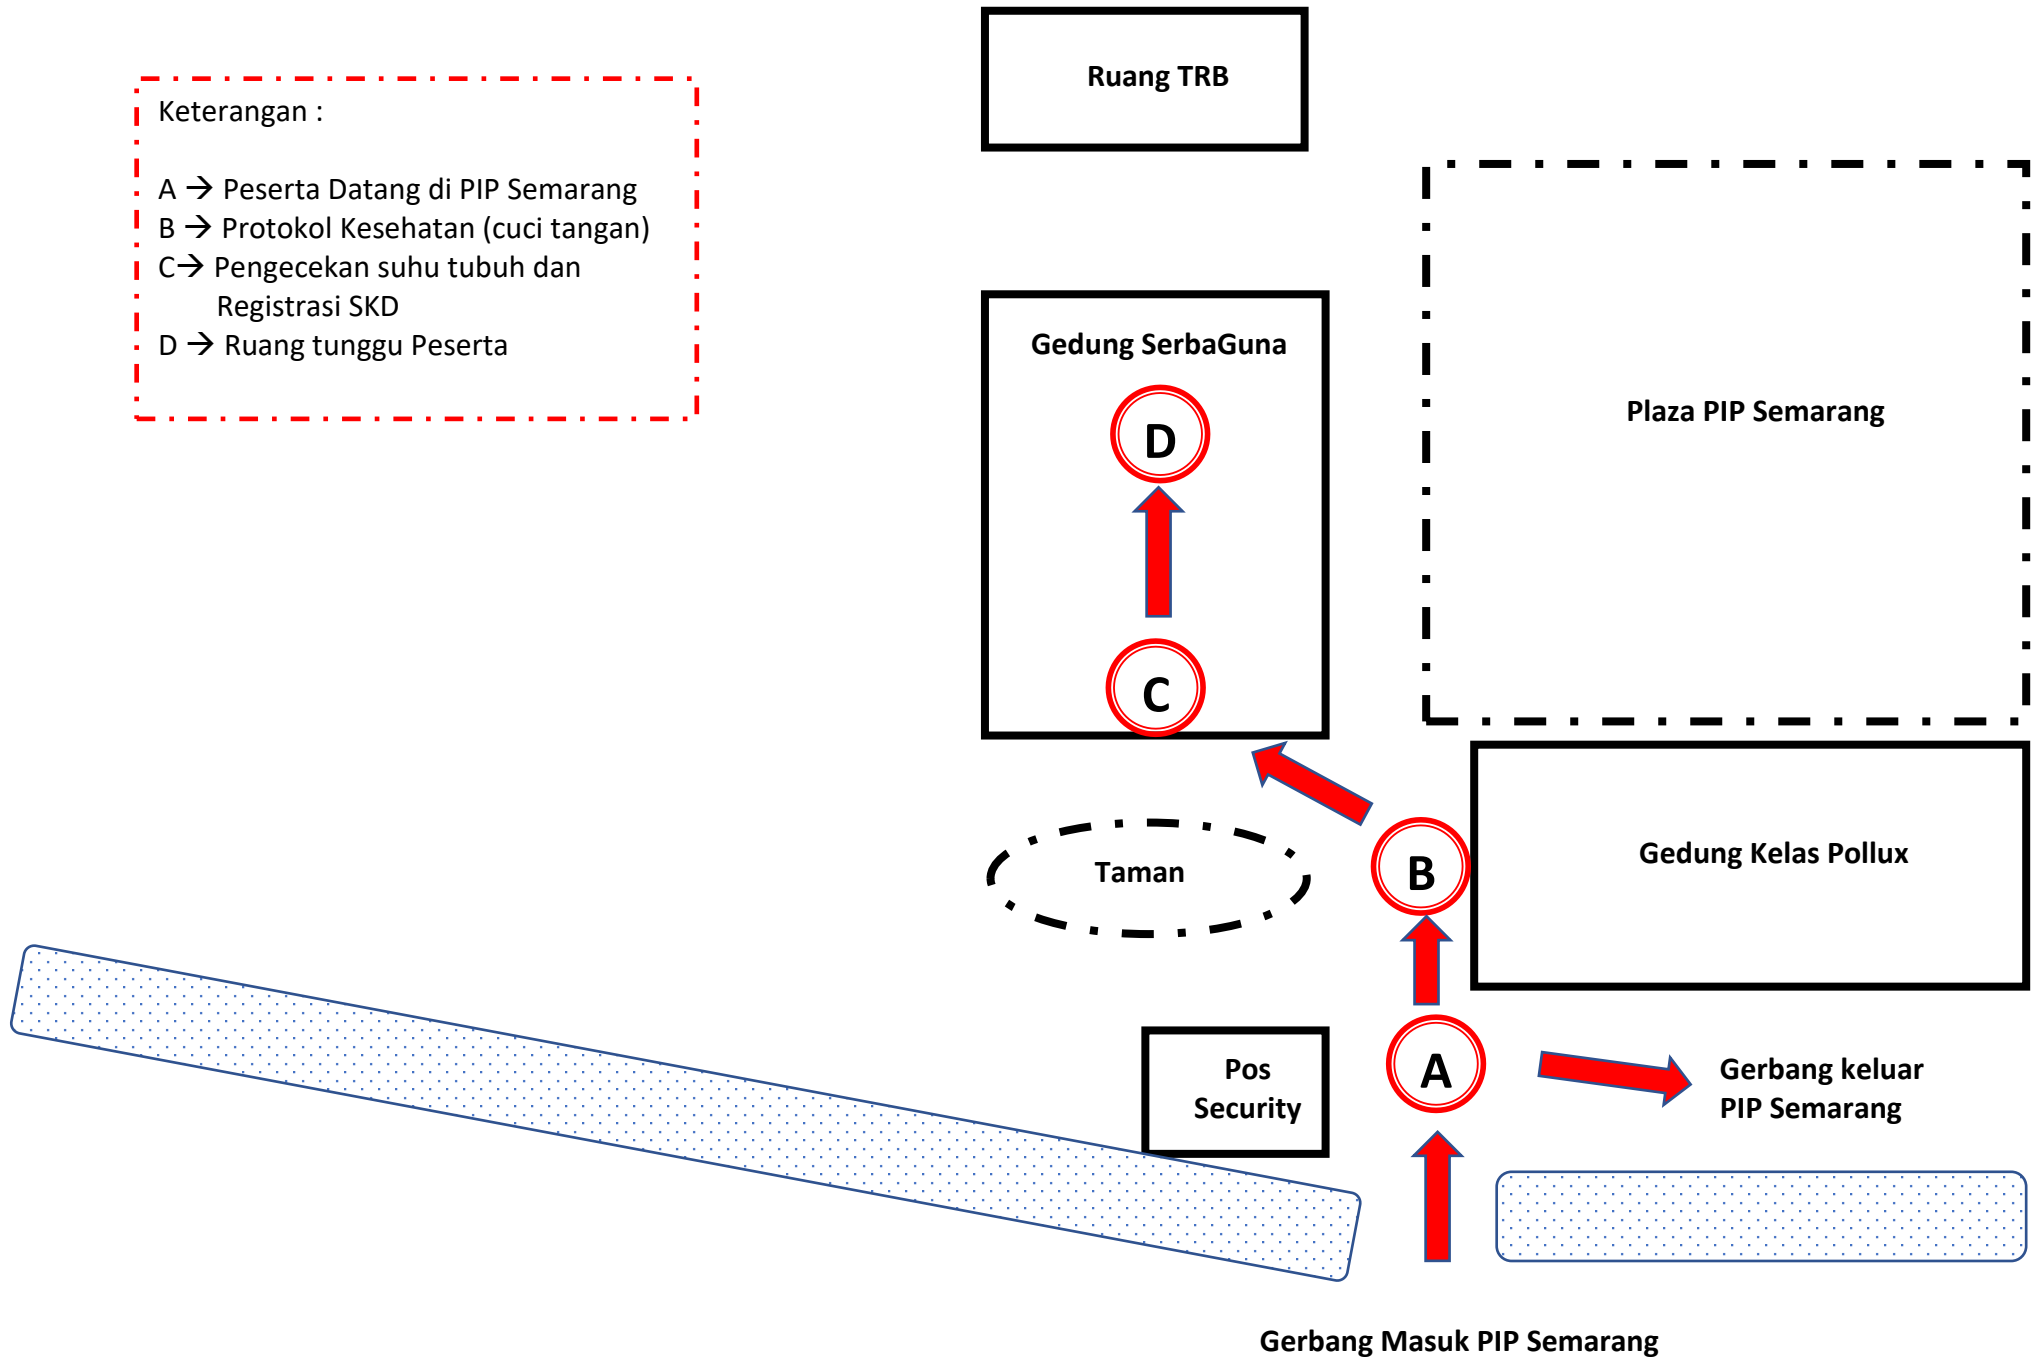 Ruang TRB
Keterangan :
A → Peserta Datang di PIP Semarang
B → Protokol Kesehatan (cuci tangan)
C→ Pengecekan suhu tubuh dan
Registrasi SKD
D → Ruang tunggu Peserta
Gedung SerbaGuna
D
Plaza PIP Semarang
C
Gedung Kelas Pollux
Taman
B
Pos
Security
A
Gerbang keluar
PIP Semarang
Gerbang Masuk PIP Semarang